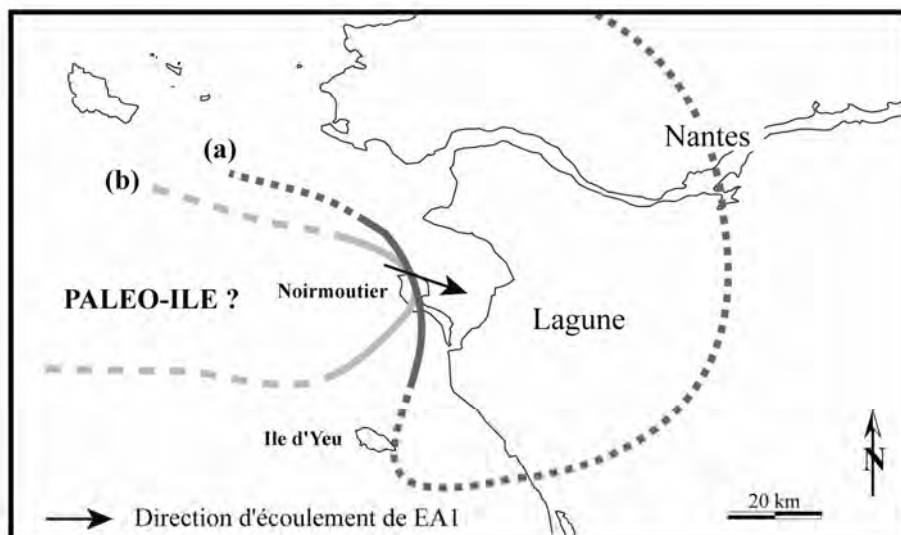 Nantes
(a)
(b)
PALEO-ILE ?
Noirmoutier
Lagune
Ile d'Yeu
N
20 km
Direction d'écoulement de EA1